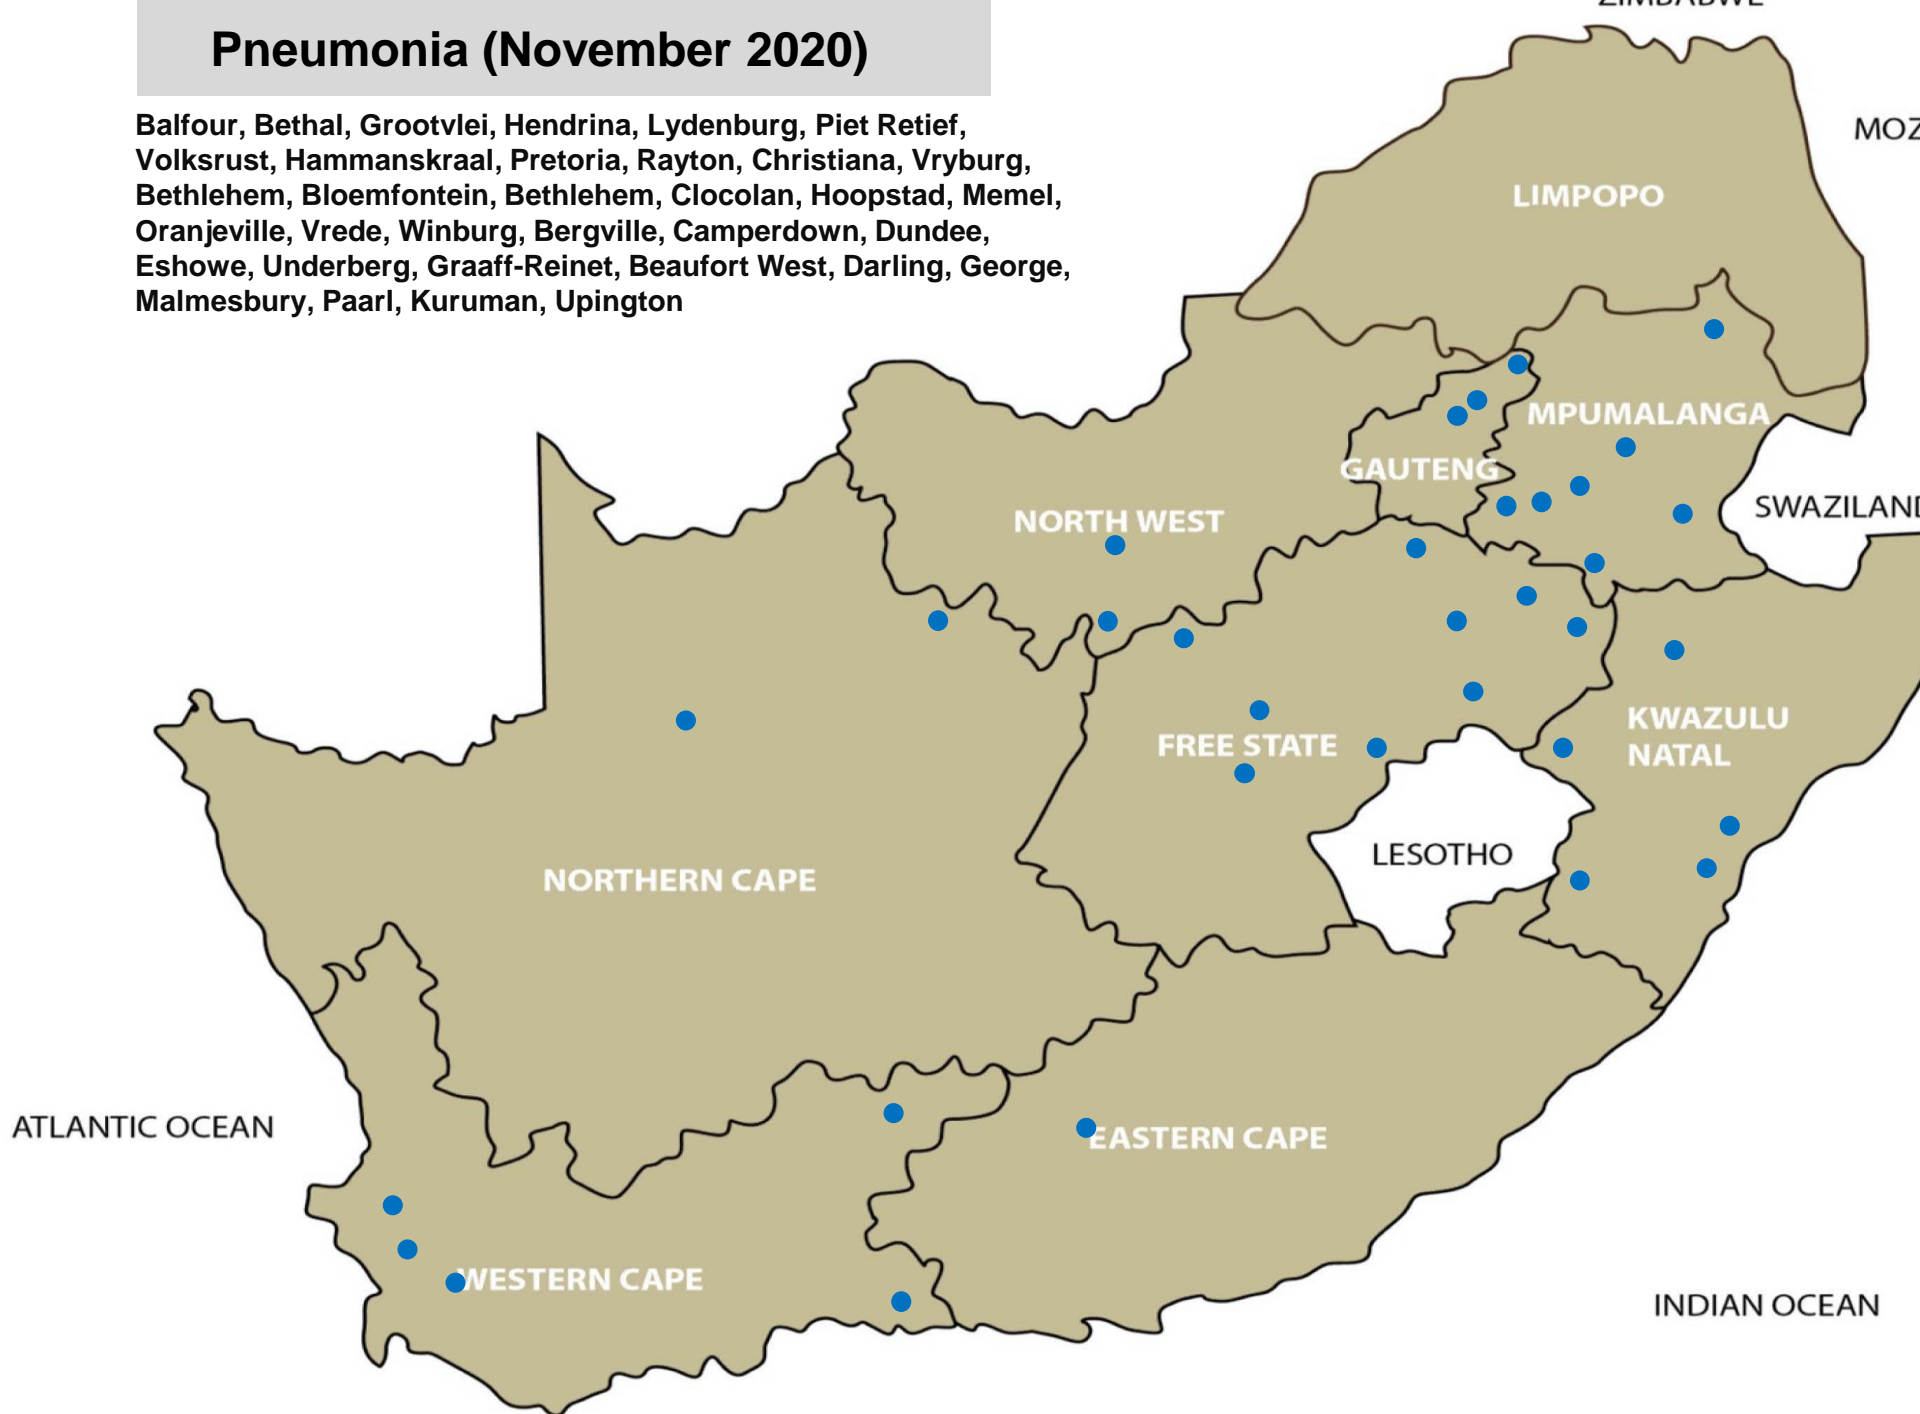 Pneumonia (November 2020)
Balfour, Bethal, Grootvlei, Hendrina, Lydenburg, Piet Retief,
Volksrust, Hammanskraal, Pretoria, Rayton, Christiana, Vryburg,
Bethlehem, Bloemfontein, Bethlehem, Clocolan, Hoopstad, Memel,
Oranjeville, Vrede, Winburg, Bergville, Camperdown, Dundee,
Eshowe, Underberg, Graaff-Reinet, Beaufort West, Darling, George,
Malmesbury, Paarl, Kuruman, Upington
ZIMBABWE
MOZ
LIMPOPO
MPUMALANGA
GAUTENG
SWAZILAND
NORTH WEST
KWAZULU
NATAL
FREE STATE
LESOTHO
NORTHERN CAPE
ATLANTIC OCEAN
EASTERN CAPE
WESTERN CAPE
INDIAN OCEAN